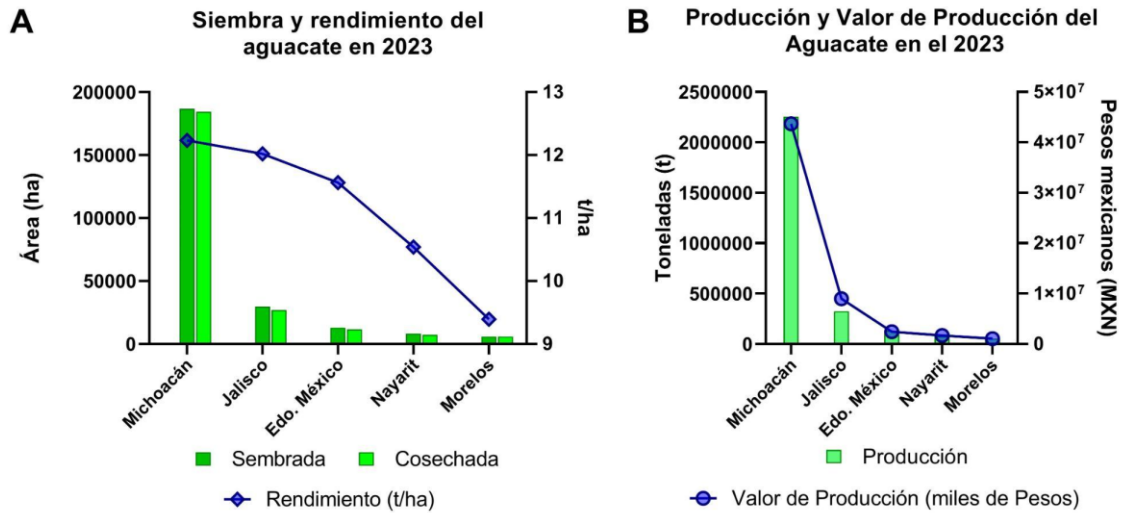 A
Siembra y rendimiento del
aguacate en 2023
Área (ha)
200000
150000
100000
50000
0
13
12
11
10
9
t/ha
Michoacán
Jalisco
Edo. México
Nayarit
Morelos
Sembrada
Cosechada
Rendimiento (t/ha)
B
Producción y Valor de Producción del
Aguacate en el 2023
Toneladas (t)
2500000
2000000
1500000
1000000
500000
0
5×10⁷
4×10⁷
3×10⁷
2×10⁷
1×10⁷
0
Pesos mexicanos (MXN)
Michoacán
Jalisco
Edo. México
Nayarit
Morelos
Producción
Valor de Producción (miles de Pesos)